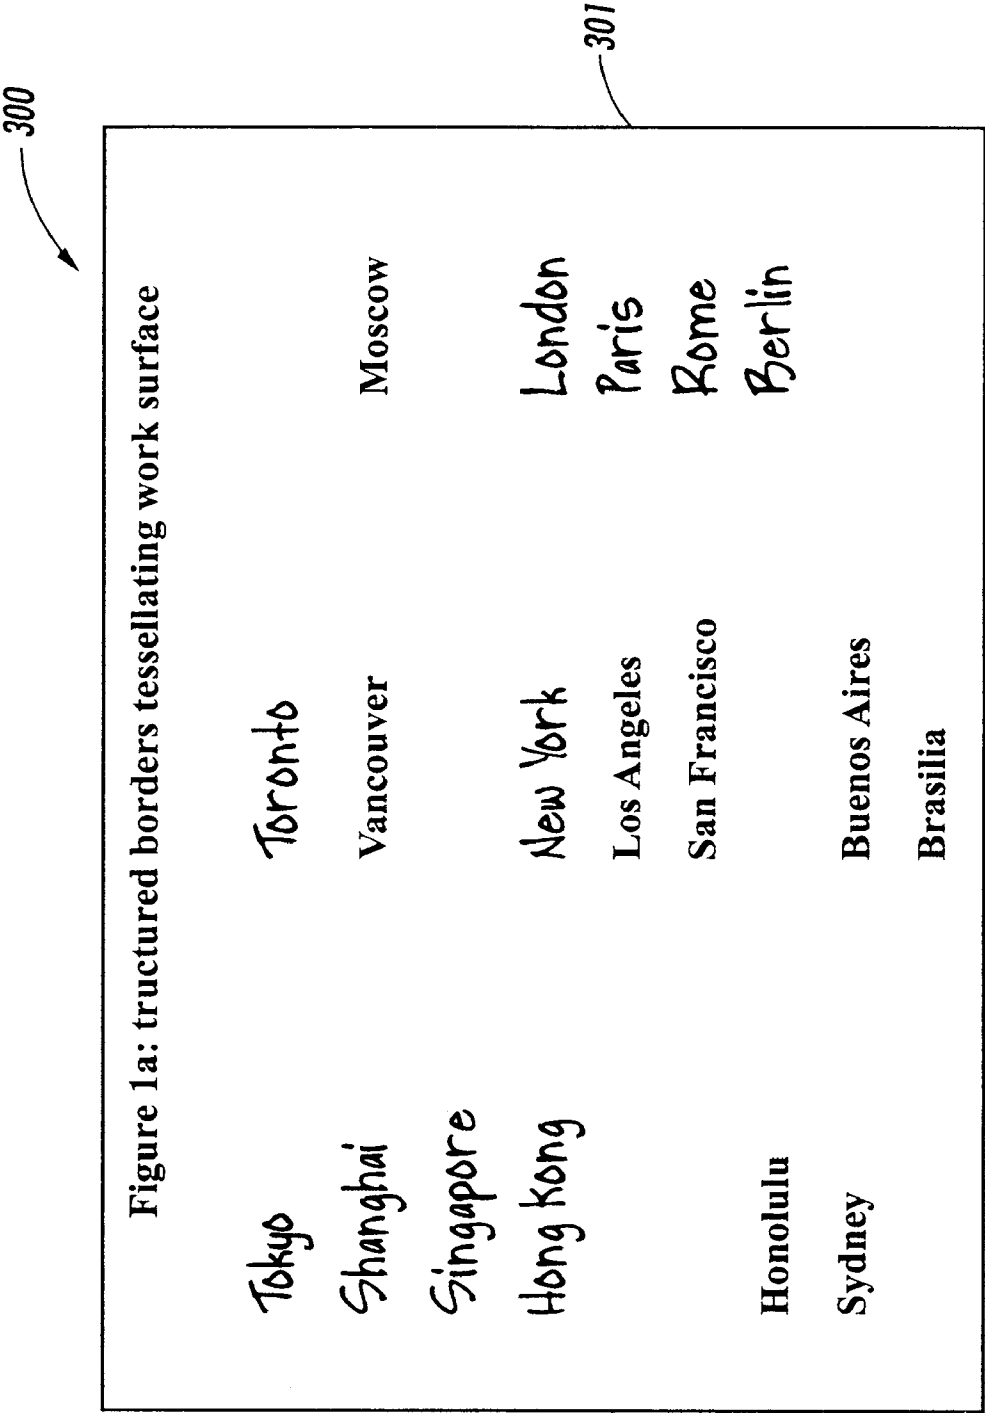 300
301
Figure 1a: tructured borders tessellating work surface
Tokyo Toronto
Shanghai Vancouver Moscow
Singapore
Hong Kong New York London
Los Angeles Paris
San Francisco Rome
Honolulu Berlin
Sydney Buenos Aires
Brasilia